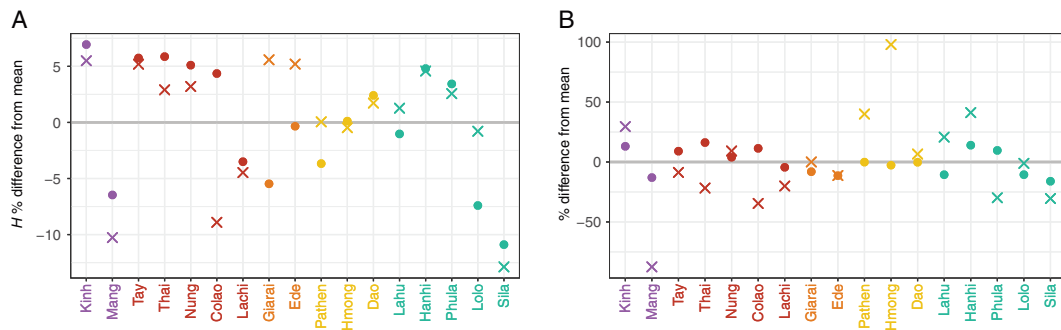 A
H % difference from mean
5
0
−5
−10
Kinh
Mang
Tay
Thai
Nung
Colao
Lachi
Giarai
Ede
Pathen
Hmong
Dao
Lahu
Hanhi
Phula
Lolo
Sila
B
% difference from mean
100
50
0
−50
Kinh
Mang
Tay
Thai
Nung
Colao
Lachi
Giarai
Ede
Pathen
Hmong
Dao
Lahu
Hanhi
Phula
Lolo
Sila